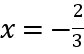 x = −2/3